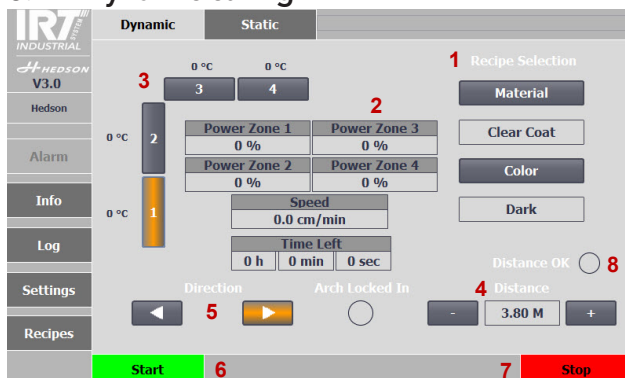 IRT SYSTEM
INDUSTRIAL
HEDSON
V3.0
Hedson
Alarm
Info
Log
Settings
Recipes
Dynamic Static
0 °C 0 °C
3 3 4
0 °C 2
0 °C 1
2
Power Zone 1 Power Zone 3
0 % 0 %
Power Zone 2 Power Zone 4
0 % 0 %
Speed
0.0 cm/min
Time Left
0 h 0 min 0 sec
1 Recipe Selection
Material
Clear Coat
Color
Dark
Distance OK 8
4 Distance
- 3.80 M +
Direction Arch Locked In
5
Start 6 7 Stop